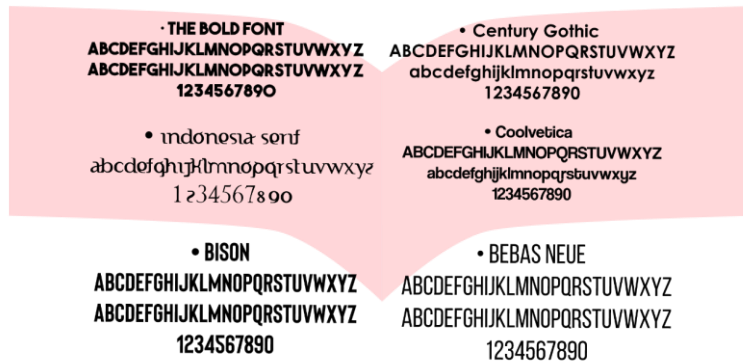 · THE BOLD FONT
ABCDEFGHIJKLMNOPQRSTUVWXYZ
ABCDEFGHIJKLMNOPQRSTUVWXYZ
1234567890
• indonesia serif
abcdefghijklmnopqrstuvwxyz
1234567890
• BISON
ABCDEFGHIJKLMNOPQRSTUVWXYZ
ABCDEFGHIJKLMNOPQRSTUVWXYZ
1234567890
• Century Gothic
ABCDEFGHIJKLMNOPQRSTUVWXYZ
abcdefghijklmnopqrstuvwxyz
1234567890
• Coolvetica
ABCDEFGHIJKLMNOPQRSTUVWXYZ
abcdefghijklmnopqrstuvwxyz
1234567890
• BEBAS NEUE
ABCDEFGHIJKLMNOPQRSTUVWXYZ
ABCDEFGHIJKLMNOPQRSTUVWXYZ
1234567890